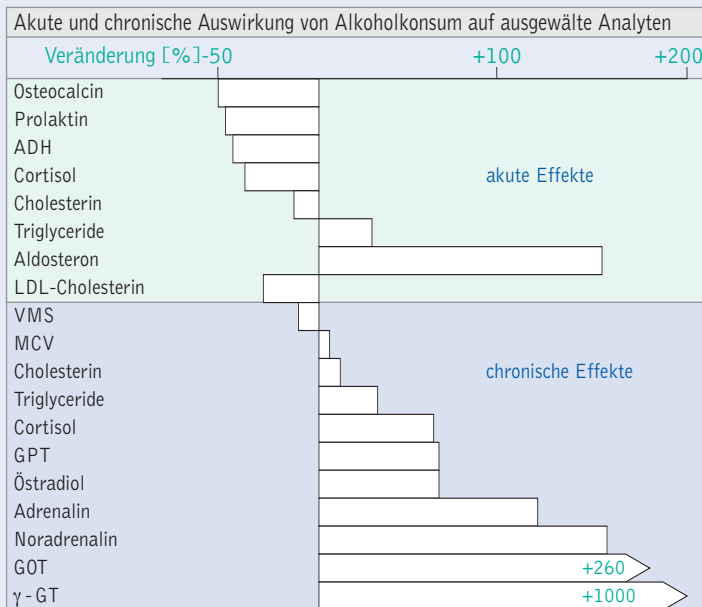 Akute und chronische Auswirkung von Alkoholkonsum auf ausgewälte Analyten
Veränderung [%]-50 +100 +200
Osteocalcin
Prolaktin
ADH
Cortisol akute Effekte
Cholesterin
Triglyceride
Aldosteron
LDL-Cholesterin
VMS
MCV
Cholesterin chronische Effekte
Triglyceride
Cortisol
GPT
Östradiol
Adrenalin
Noradrenalin
GOT +260
γ-GT +1000